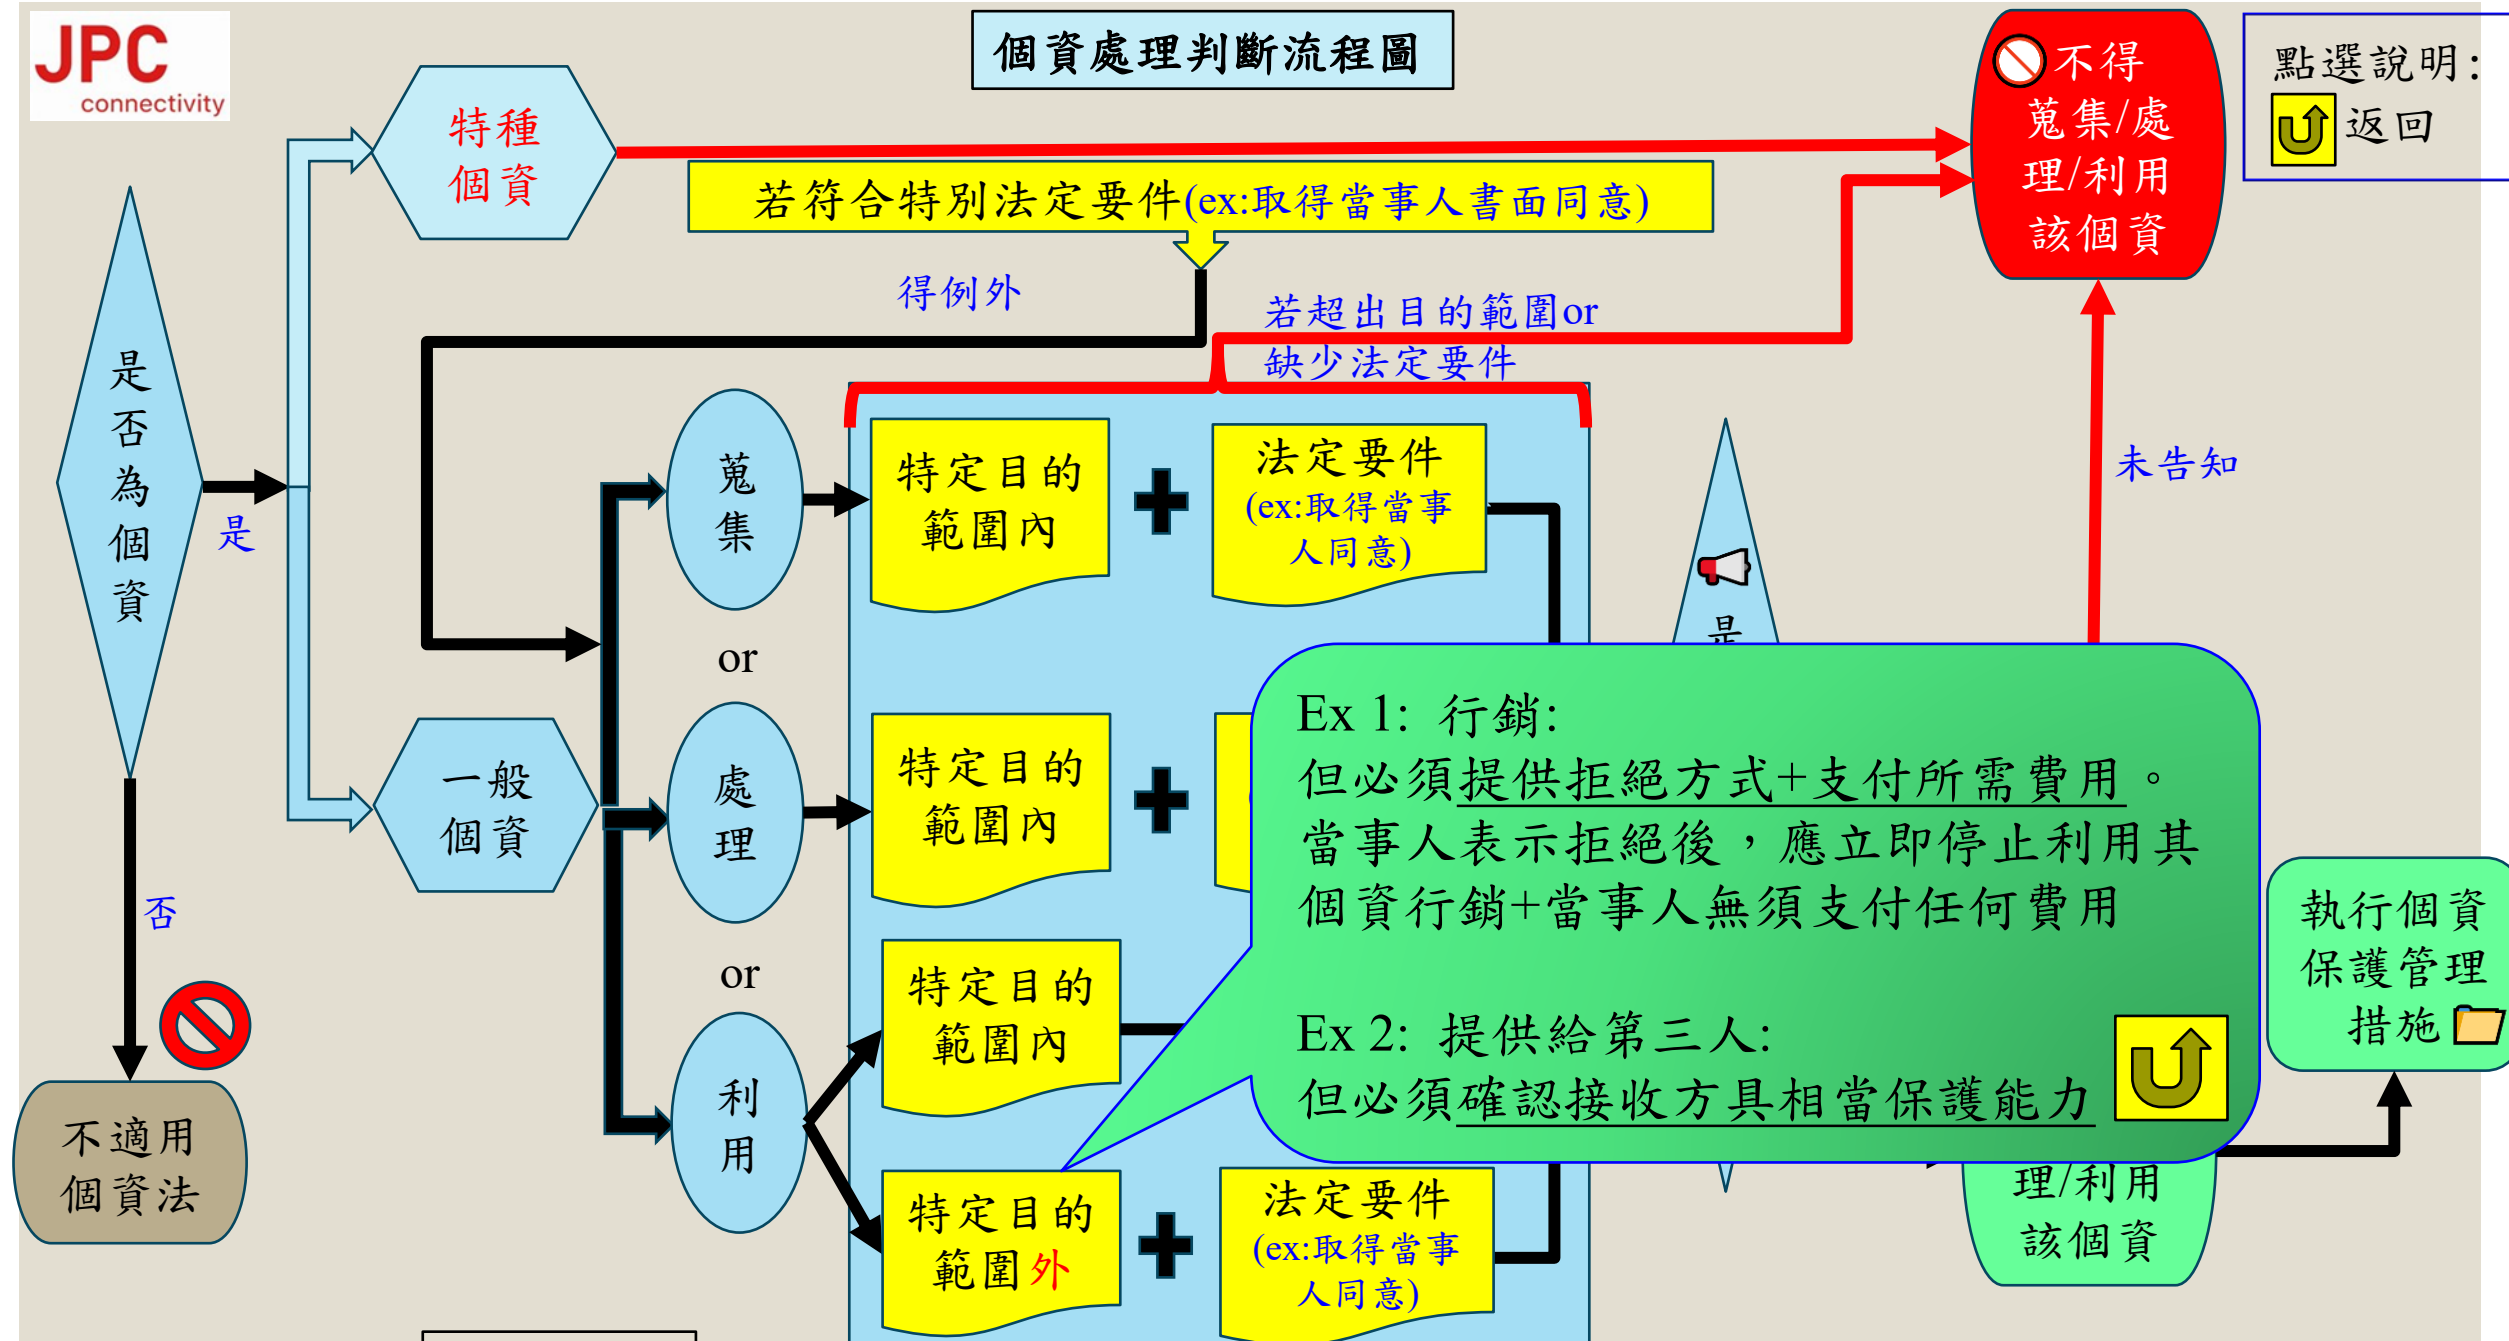 JPC
connectivity
個資處理判斷流程圖
點選說明:
返回
不得
蒐集/處
理/利用
該個資
特種
個資
若符合特別法定要件(ex:取得當事人書面同意)
得例外
若超出目的範圍or
缺少法定要件
未告知
是
否
為
個
資
是
否
不適用
個資法
一般
個資
蒐
集
or
處
理
or
利
用
特定目的
範圍內
法定要件
(ex:取得當事
人同意)
特定目的
範圍內
特定目的
範圍內
特定目的
範圍外
法定要件
(ex:取得當事
人同意)
是
Ex 1: 行銷:
但必須提供拒絕方式+支付所需費用。
當事人表示拒絕後，應立即停止利用其
個資行銷+當事人無須支付任何費用
Ex 2: 提供給第三人:
但必須確認接收方具相當保護能力
理/利用
該個資
執行個資
保護管理
措施